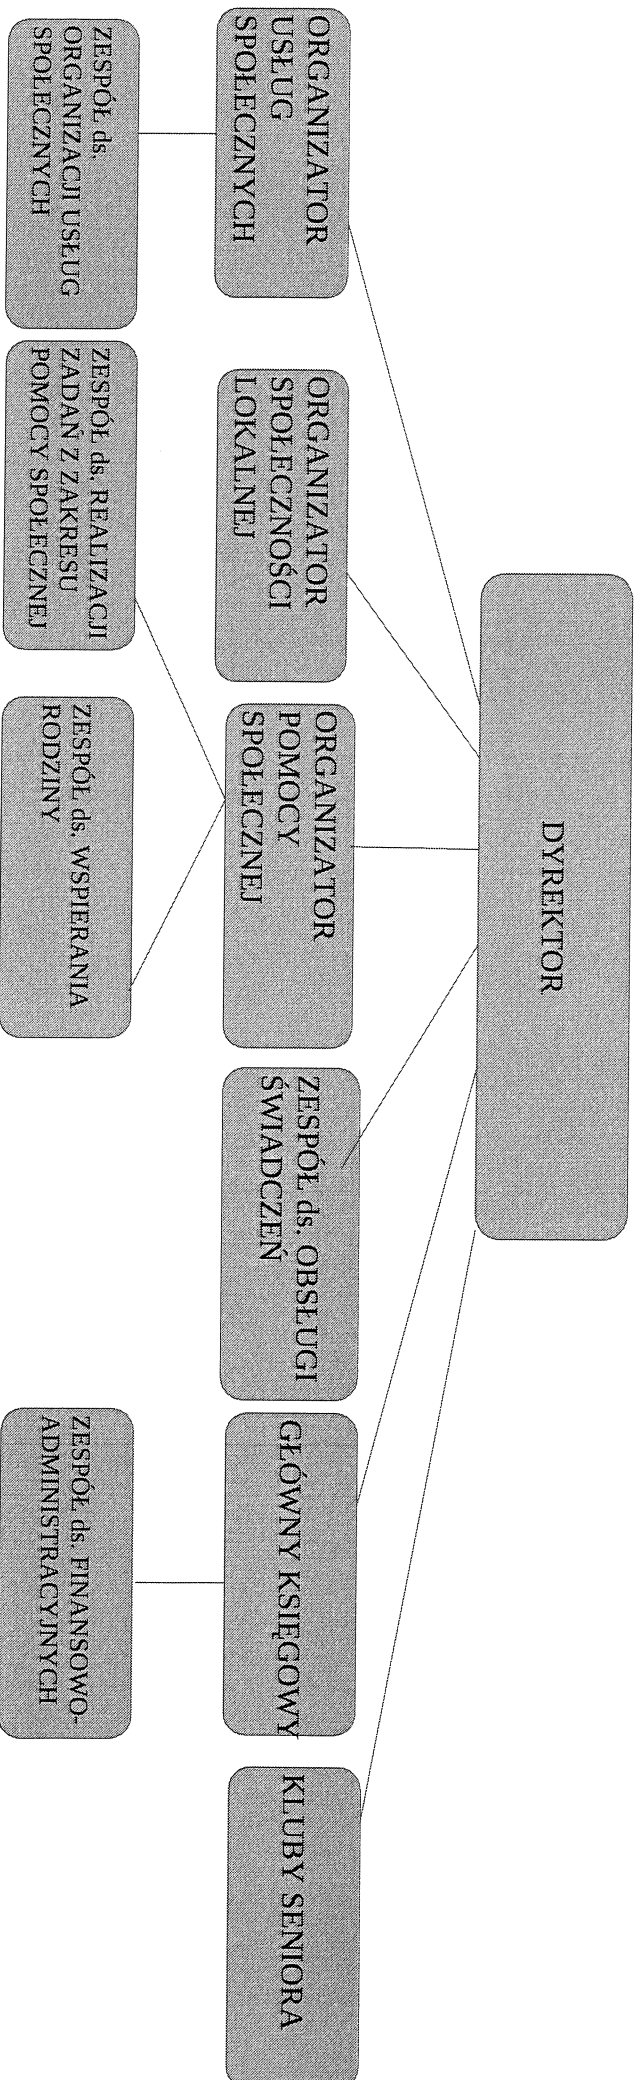 DYREKTOR
ORGANIZATOR
USŁUG
SPOŁECZNYCH
ORGANIZATOR
SPOŁECZNOŚCI
LOKALNEJ
ORGANIZATOR
POMOCY
SPOŁECZNEJ
ZESPÓŁ ds. OBSŁUGI
ŚWIADCZEŃ
GŁÓWNY KSIĘGOWY
KLUBY SENIORA
ZESPÓŁ ds.
ORGANIZACJI USŁUG
SPOŁECZNYCH
ZESPÓŁ ds. REALIZACJI
ZADAŃ Z ZAKRESU
POMOCY SPOŁECZNEJ
ZESPÓŁ ds. WSPIERANIA
RODZINY
ZESPÓŁ ds. FINANSOWO-
ADMINISTRACYJNYCH